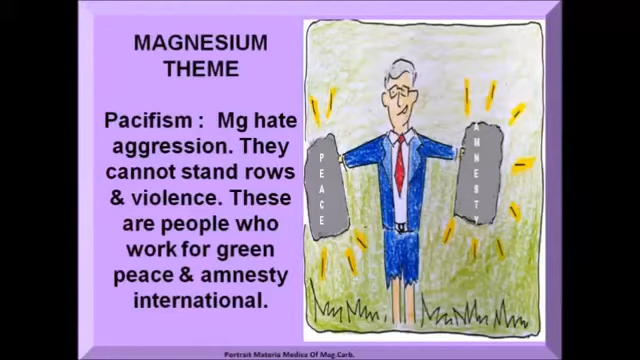 MAGNESIUM
THEME
Pacifism : Mg hate
aggression. They
cannot stand rows
& violence. These
are people who
work for green
peace & amnesty
international.
PEACE
AMNESTY
Portrait Materia Medica Of Mag.Carb.